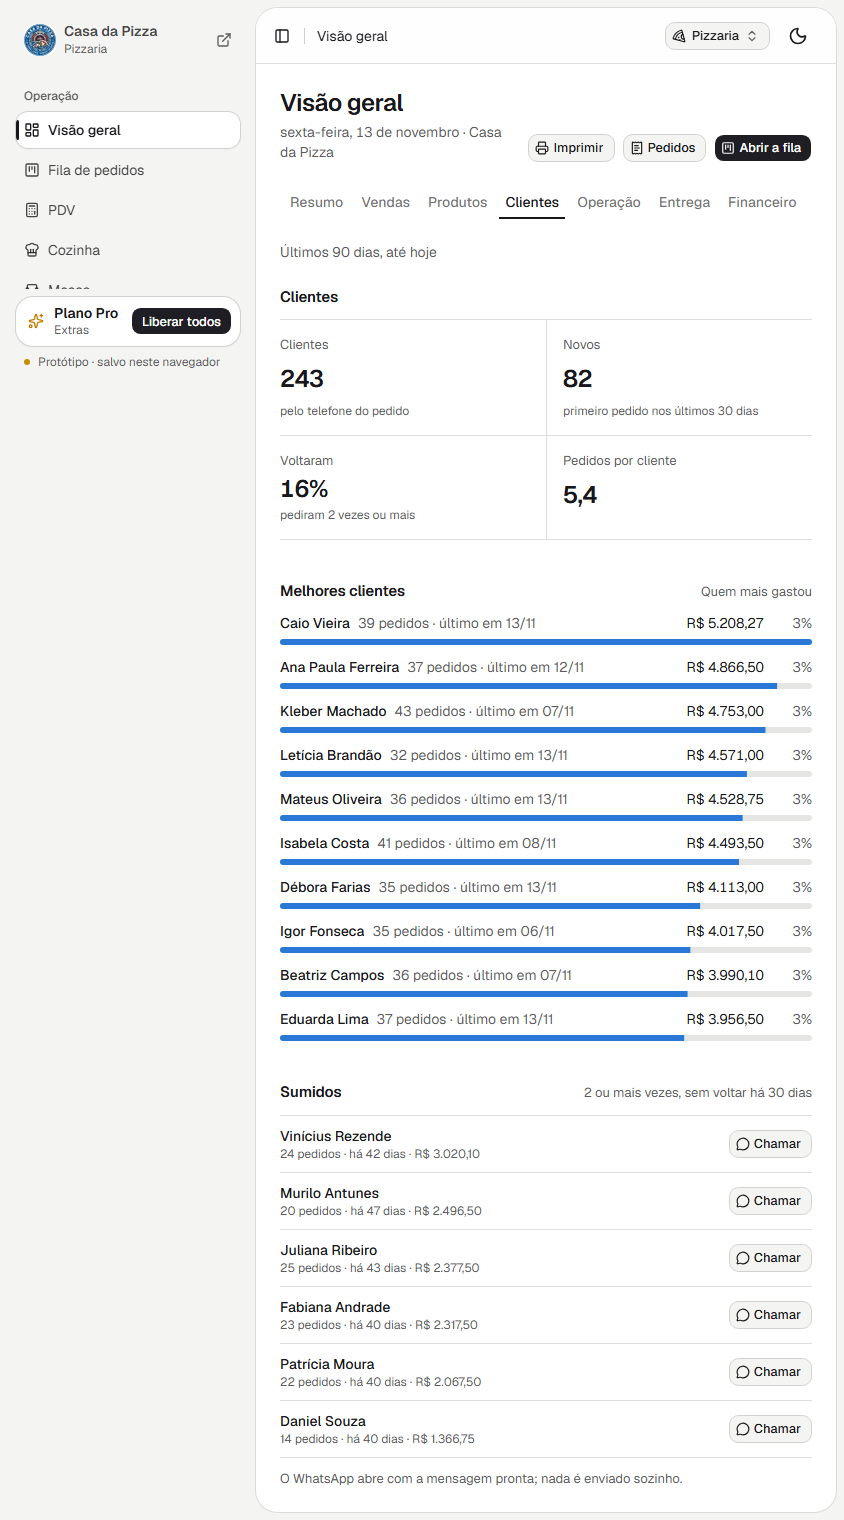 Casa da Pizza
Pizzaria
Operação
Visão geral
Fila de pedidos
PDV
Cozinha
Plano Pro
Extras
Liberar todos
Protótipo · salvo neste navegador
Visão geral
Pizzaria
Visão geral
sexta-feira, 13 de novembro · Casa
da Pizza
Imprimir
Pedidos
Abrir a fila
Resumo Vendas Produtos Clientes Operação Entrega Financeiro
Últimos 90 dias, até hoje
Clientes
Clientes
243
pelo telefone do pedido
Novos
82
primeiro pedido nos últimos 30 dias
Voltaram
16%
pediram 2 vezes ou mais
Pedidos por cliente
5,4
Melhores clientes Quem mais gastou
Caio Vieira 39 pedidos · último em 13/11 R$ 5.208,27 3%
Ana Paula Ferreira 37 pedidos · último em 12/11 R$ 4.866,50 3%
Kleber Machado 43 pedidos · último em 07/11 R$ 4.753,00 3%
Letícia Brandão 32 pedidos · último em 13/11 R$ 4.571,00 3%
Mateus Oliveira 36 pedidos · último em 13/11 R$ 4.528,75 3%
Isabela Costa 41 pedidos · último em 08/11 R$ 4.493,50 3%
Débora Farias 35 pedidos · último em 13/11 R$ 4.113,00 3%
Igor Fonseca 35 pedidos · último em 06/11 R$ 4.017,50 3%
Beatriz Campos 36 pedidos · último em 07/11 R$ 3.990,10 3%
Eduarda Lima 37 pedidos · último em 13/11 R$ 3.956,50 3%
Sumidos 2 ou mais vezes, sem voltar há 30 dias
Vinícius Rezende
24 pedidos · há 42 dias · R$ 3.020,10
Chamar
Murilo Antunes
20 pedidos · há 47 dias · R$ 2.496,50
Chamar
Juliana Ribeiro
25 pedidos · há 43 dias · R$ 2.377,50
Chamar
Fabiana Andrade
23 pedidos · há 40 dias · R$ 2.317,50
Chamar
Patrícia Moura
22 pedidos · há 40 dias · R$ 2.067,50
Chamar
Daniel Souza
14 pedidos · há 40 dias · R$ 1.366,75
Chamar
O WhatsApp abre com a mensagem pronta; nada é enviado sozinho.